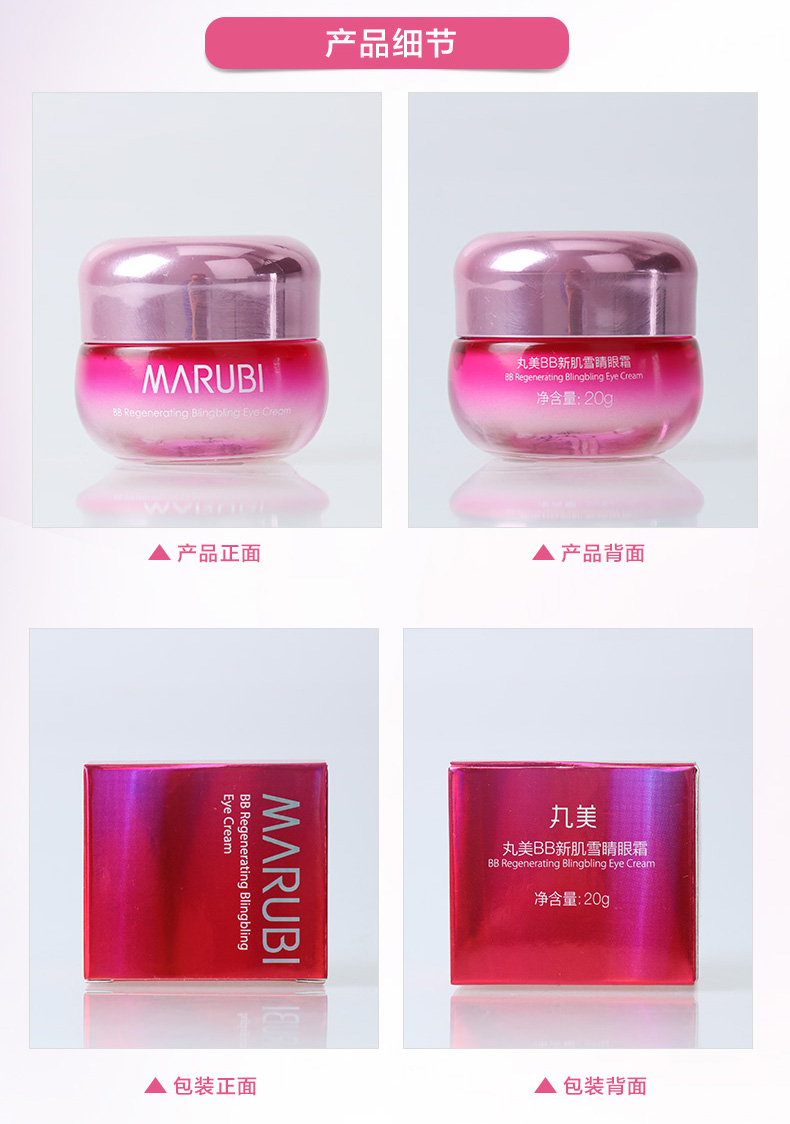 产品细节
MARUBI
BB Regenerating Blingbling Eye Cream
丸美BB新肌雪睛眼霜
BB Regenerating Blingbling Eye Cream
净含量:20g
▲产品正面
▲产品背面
MARUBI
BB Regenerating Blingbling
Eye Cream
丸美
丸美BB新肌雪睛眼霜
BB Regenerating Blingbling Eye Cream
净含量:20g
▲包装正面
▲包装背面